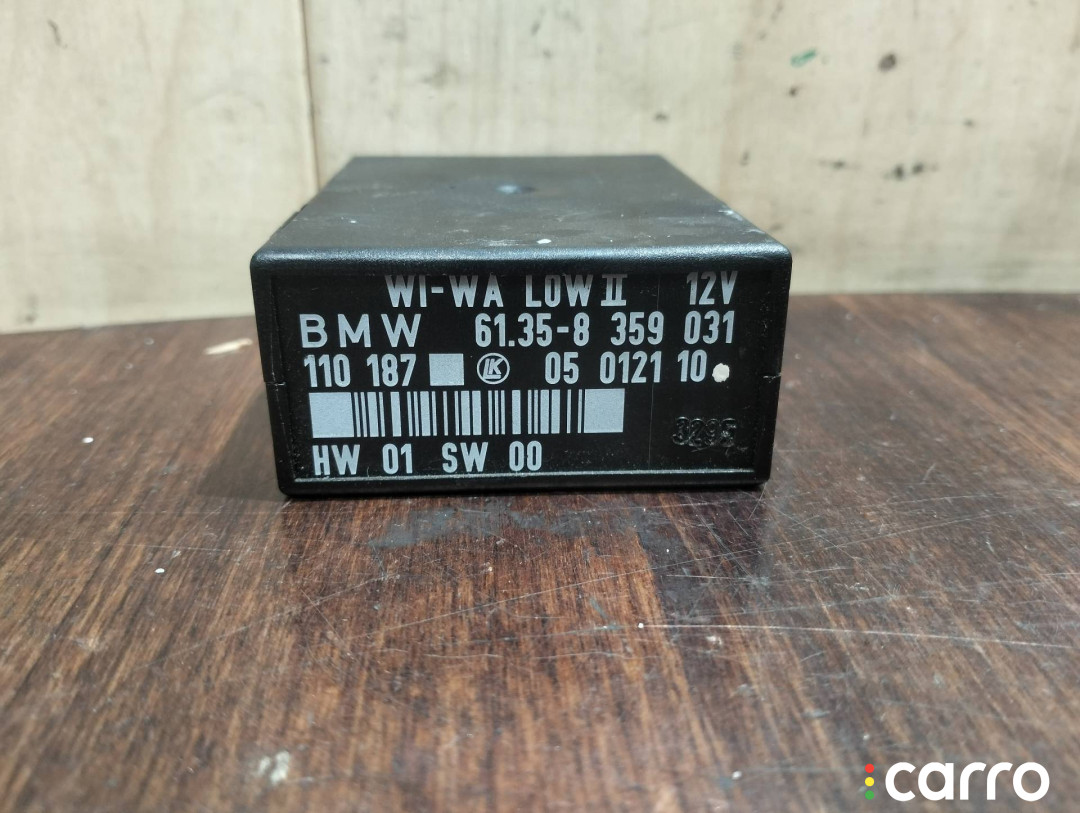 WI-WA LOW II 12V
BMW 61.35-8 359 031
110 187 LK 05 0121 10
HW 01 SW 00
carro